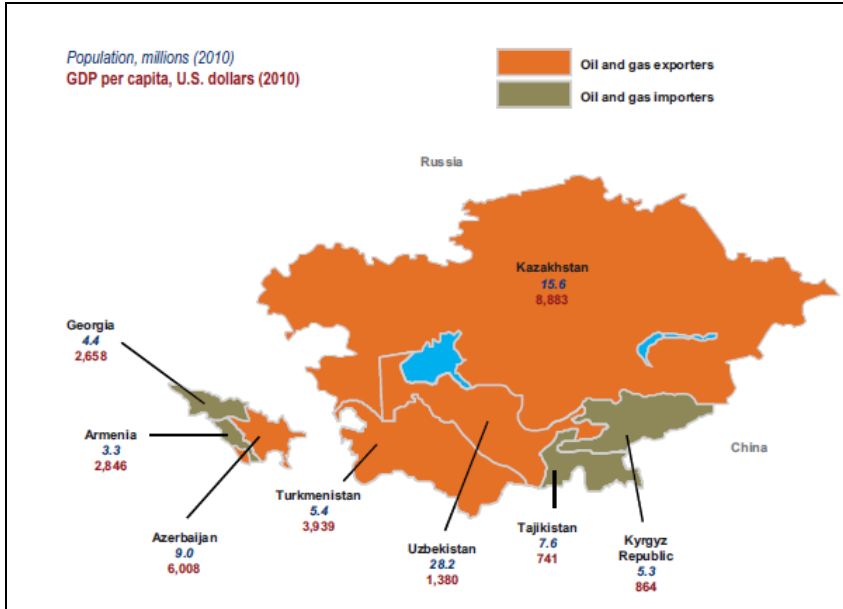 Population, millions (2010)
GDP per capita, U.S. dollars (2010)
Oil and gas exporters
Oil and gas importers
Russia
Kazakhstan
15.6
8,883
Georgia
4.4
2,658
Armenia
3.3
2,846
China
Turkmenistan
5.4
3,939
Azerbaijan
9.0
6,008
Uzbekistan
28.2
1,380
Tajikistan
7.6
741
Kyrgyz
Republic
5.3
864